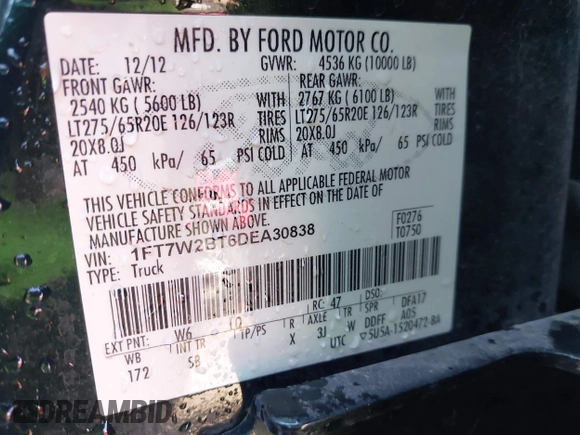 MFD. BY FORD MOTOR CO.
DATE: 12/12 GVWR: 4536 KG (10000 LB)
FRONT GAWR: REAR GAWR:
2540 KG ( 5600 LB) WITH 2767 KG ( 6100 LB) WITH
LT275/65R20E 126/123R TIRES LT275/65R20E 126/123R TIRES
20X8.0J RIMS 20X8.0J RIMS
AT 450 kPa/ 65 PSI COLD AT 450 kPa/ 65 PSI COLD
THIS VEHICLE CONFORMS TO ALL APPLICABLE FEDERAL MOTOR
VEHICLE SAFETY STANDARDS IN EFFECT ON THE DATE OF
MANUFACTURE SHOWN ABOVE.
VIN: 1FT7W2BT6DEA30838 F0276
TYPE: Truck T0750
EXT PNT: W6 RC: 47 DSO:
WB INT TR TP/PS R AXLE TR SPR DFA17
172 SB X 3J W DDFF A05
UTC 5U5A-1520472-BA
DREAMBID